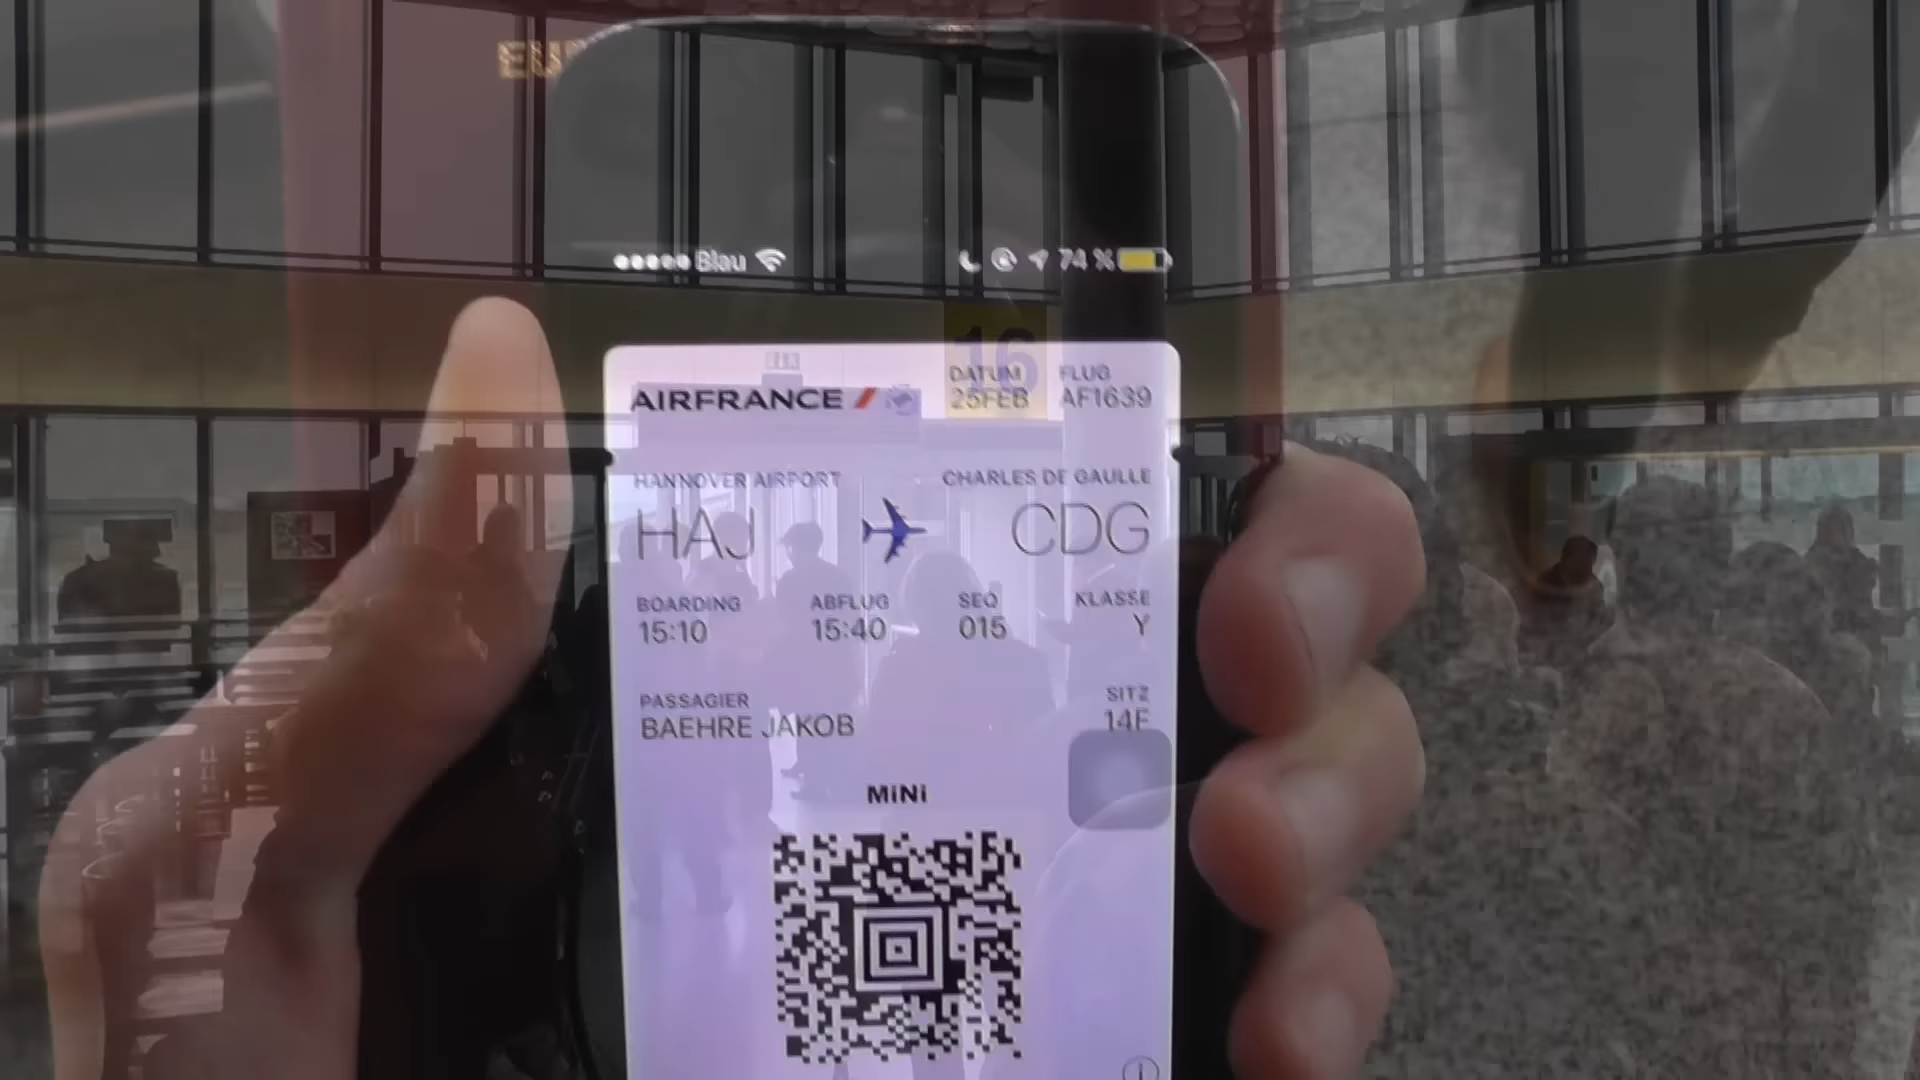 Blau 74 %
16
AIRFRANCE
DATUM FLUG
25FEB AF1639
HANNOVER AIRPORT CHARLES DE GAULLE
HAJ CDG
BOARDING ABFLUG SEQ KLASSE
15:10 15:40 015 Y
PASSAGIER SITZ
BAEHRE JAKOB 14F
MiNi